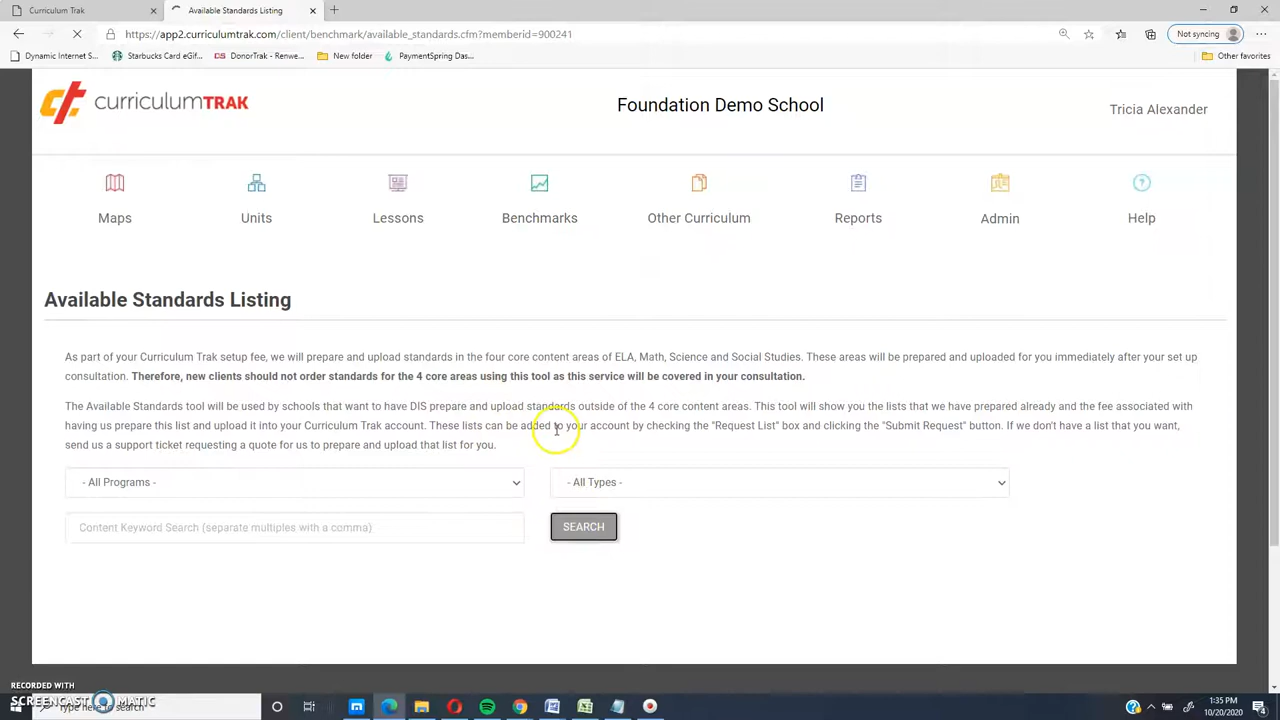 Curriculum Trak
Available Standards Listing
https://app2.curriculumtrak.com/client/benchmark/available_standards.cfm?memberid=900241
Not syncing
Dynamic Internet S...
Starbucks Card eGif...
DS DonorTrak - Renwe...
New folder
PaymentSpring Das...
Other favorites
ct curriculumTRAK
Foundation Demo School
Tricia Alexander
Maps
Units
Lessons
Benchmarks
Other Curriculum
Reports
Admin
Help
Available Standards Listing
As part of your Curriculum Trak setup fee, we will prepare and upload standards in the four core content areas of ELA, Math, Science and Social Studies. These areas will be prepared and uploaded for you immediately after your set up
consultation. Therefore, new clients should not order standards for the 4 core areas using this tool as this service will be covered in your consultation.
The Available Standards tool will be used by schools that want to have DIS prepare and upload standards outside of the 4 core content areas. This tool will show you the lists that we have prepared already and the fee associated with
having us prepare this list and upload it into your Curriculum Trak account. These lists can be added to your account by checking the "Request List" box and clicking the "Submit Request" button. If we don't have a list that you want,
send us a support ticket requesting a quote for us to prepare and upload that list for you.
- All Programs -
- All Types -
Content Keyword Search (separate multiples with a comma)
SEARCH
RECORDED WITH
SCREENCAST MATIC
Type here to search
1:35 PM
10/20/2020